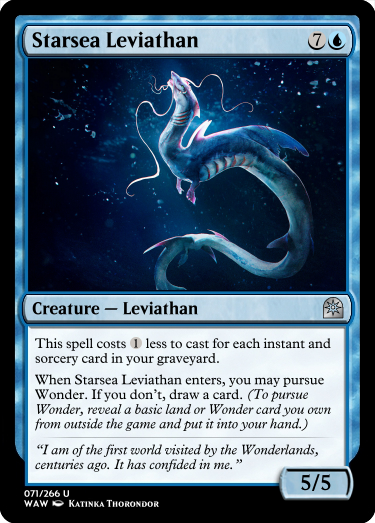 Starsea Leviathan 7
Creature — Leviathan
This spell costs 1 less to cast for each instant and
sorcery card in your graveyard.
When Starsea Leviathan enters, you may pursue
Wonder. If you don't, draw a card. (To pursue
Wonder, reveal a basic land or Wonder card you own
from outside the game and put it into your hand.)
“I am of the first world visited by the Wonderlands,
centuries ago. It has confided in me.”
5/5
071/266 U
WAW Katinka Thorondor